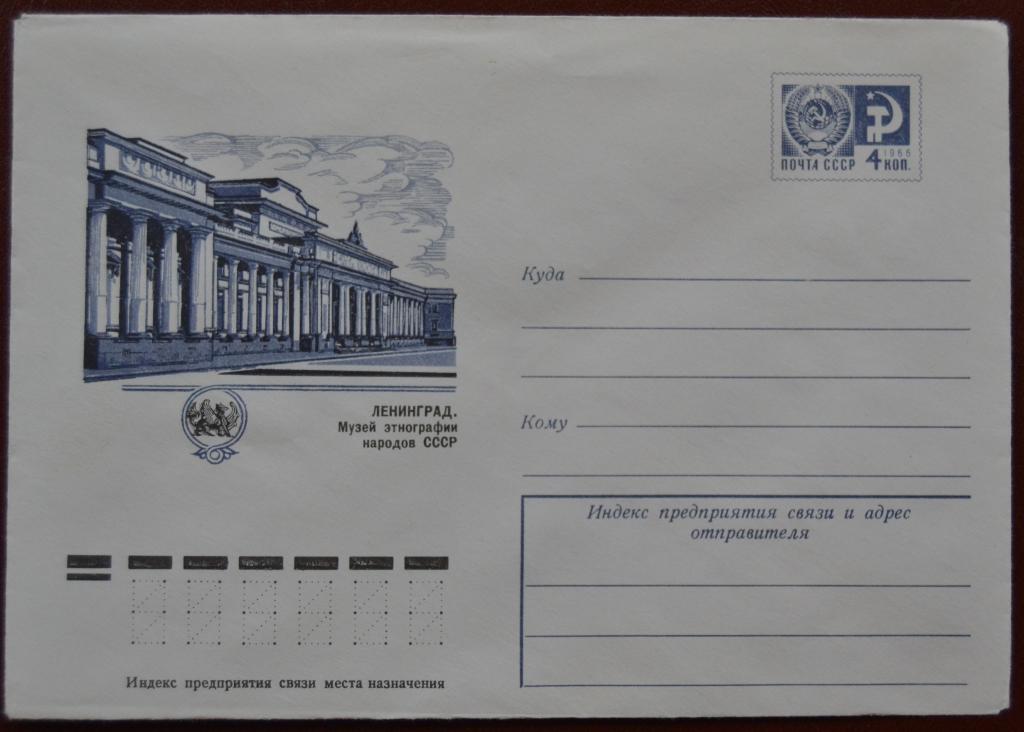 ПОЧТА СССР
1966
4 КОП.
ЛЕНИНГРАД.
Музей этнографии
народов СССР
Куда
Кому
Индекс предприятия связи и адрес
отправителя
Индекс предприятия связи места назначения